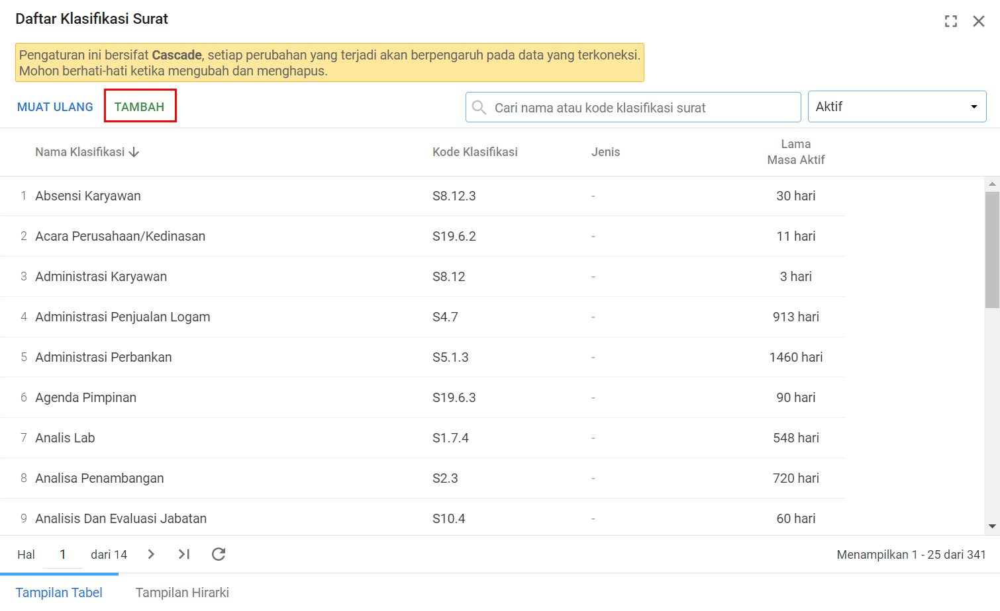 Daftar Klasifikasi Surat
Pengaturan ini bersifat Cascade, setiap perubahan yang terjadi akan berpengaruh pada data yang terkoneksi.
Mohon berhati-hati ketika mengubah dan menghapus.
MUAT ULANG TAMBAH Cari nama atau kode klasifikasi surat Aktif
Nama Klasifikasi Kode Klasifikasi Jenis Lama
Masa Aktif
1 Absensi Karyawan S8.12.3 - 30 hari
2 Acara Perusahaan/Kedinasan S19.6.2 - 11 hari
3 Administrasi Karyawan S8.12 - 3 hari
4 Administrasi Penjualan Logam S4.7 - 913 hari
5 Administrasi Perbankan S5.1.3 - 1460 hari
6 Agenda Pimpinan S19.6.3 - 90 hari
7 Analis Lab S1.7.4 - 548 hari
8 Analisa Penambangan S2.3 - 720 hari
9 Analisis Dan Evaluasi Jabatan S10.4 - 60 hari
Hal 1 dari 14 Menampilkan 1 - 25 dari 341
Tampilan Tabel Tampilan Hirarki